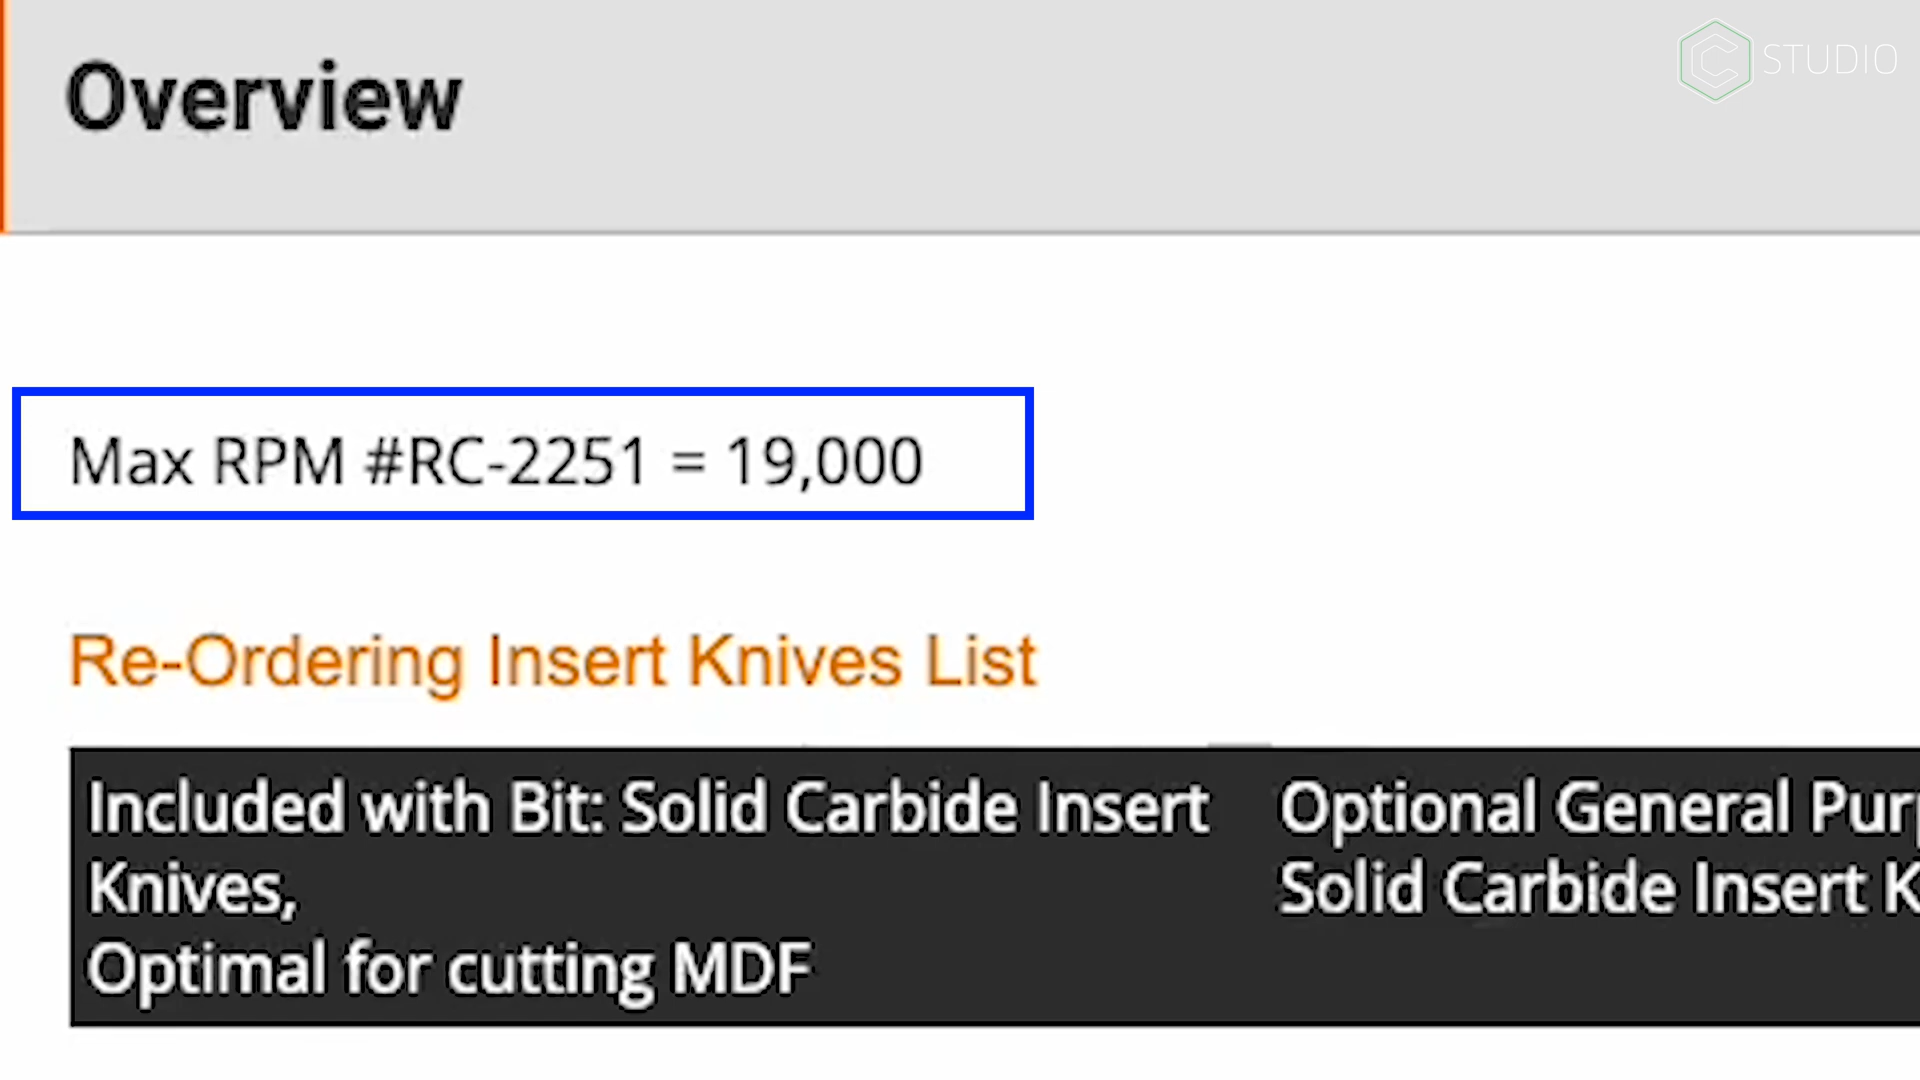 Overview
STUDIO
Max RPM #RC-2251 = 19,000
Re-Ordering Insert Knives List
Included with Bit: Solid Carbide Insert
Knives,
Optimal for cutting MDF
Optional General
Solid Carbide Insert